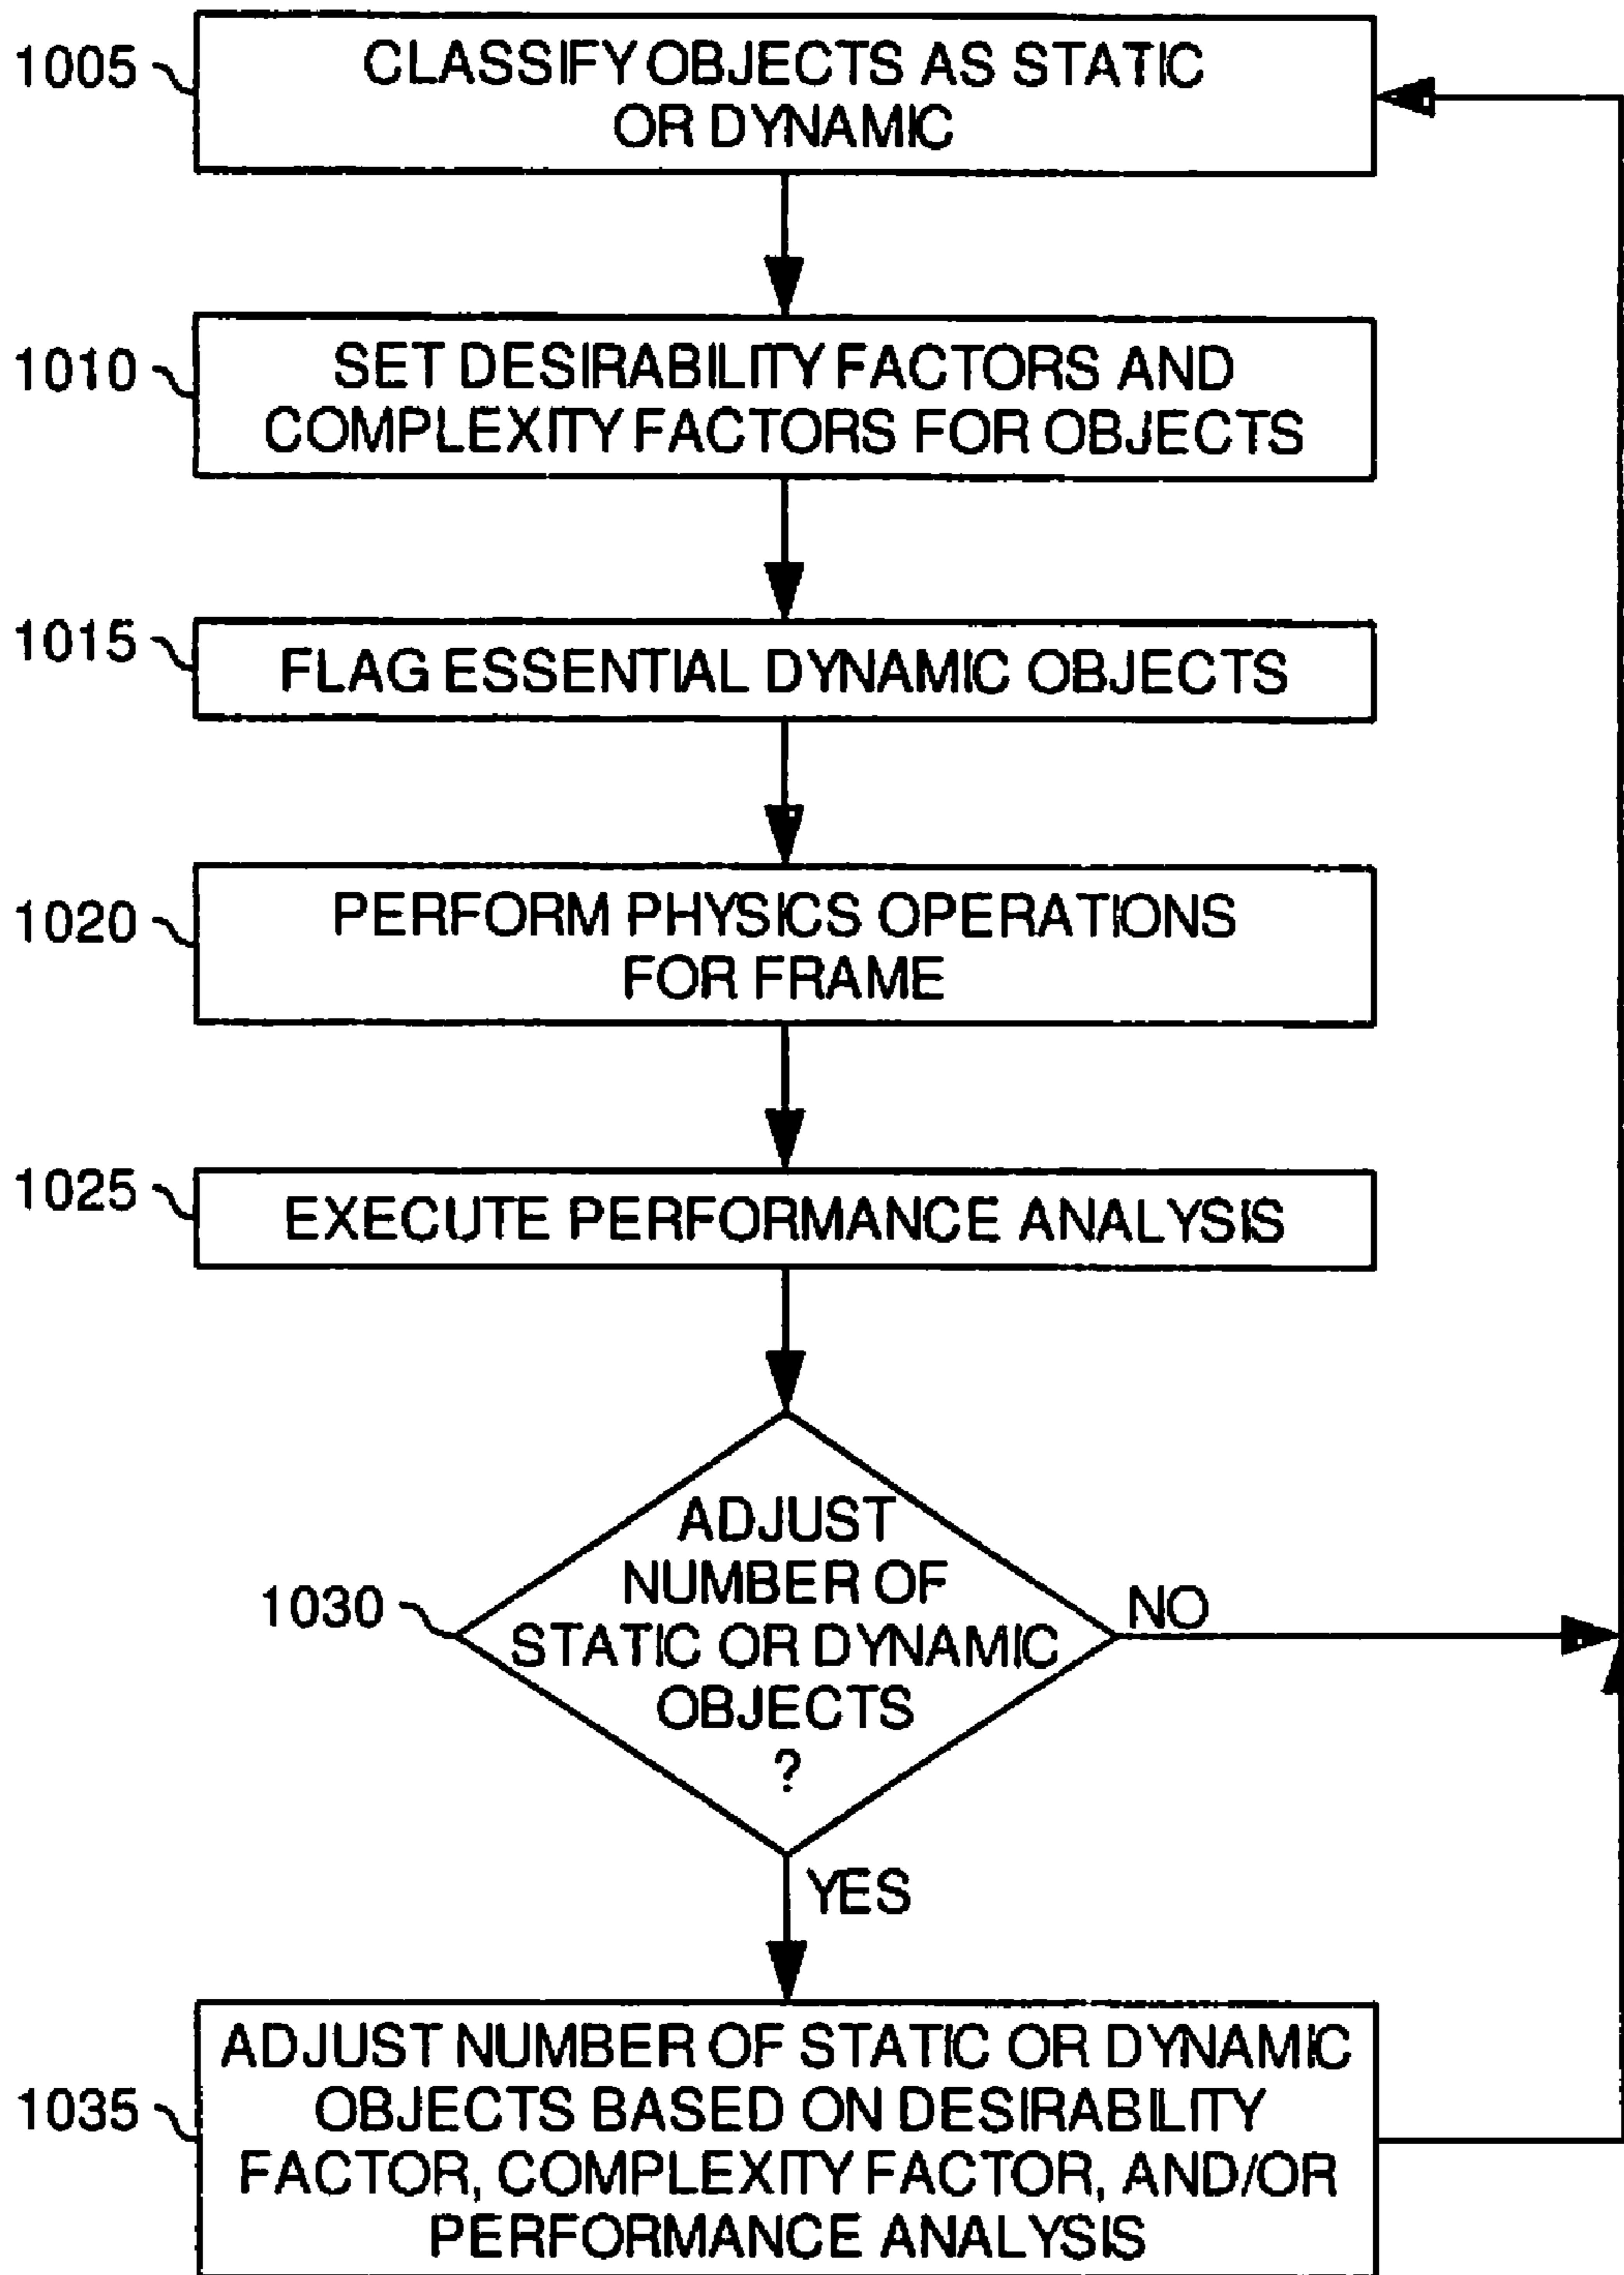 1005
CLASSIFY OBJECTS AS STATIC
OR DYNAMIC
1010
SET DESIRABILITY FACTORS AND
COMPLEXITY FACTORS FOR OBJECTS
1015
FLAG ESSENTIAL DYNAMIC OBJECTS
1020
PERFORM PHYSICS OPERATIONS
FOR FRAME
1025
EXECUTE PERFORMANCE ANALYSIS
1030
ADJUST
NUMBER OF
STATIC OR DYNAMIC
OBJECTS
?
NO
YES
1035
ADJUST NUMBER OF STATIC OR DYNAMIC
OBJECTS BASED ON DESIRABILITY
FACTOR, COMPLEXITY FACTOR, AND/OR
PERFORMANCE ANALYSIS